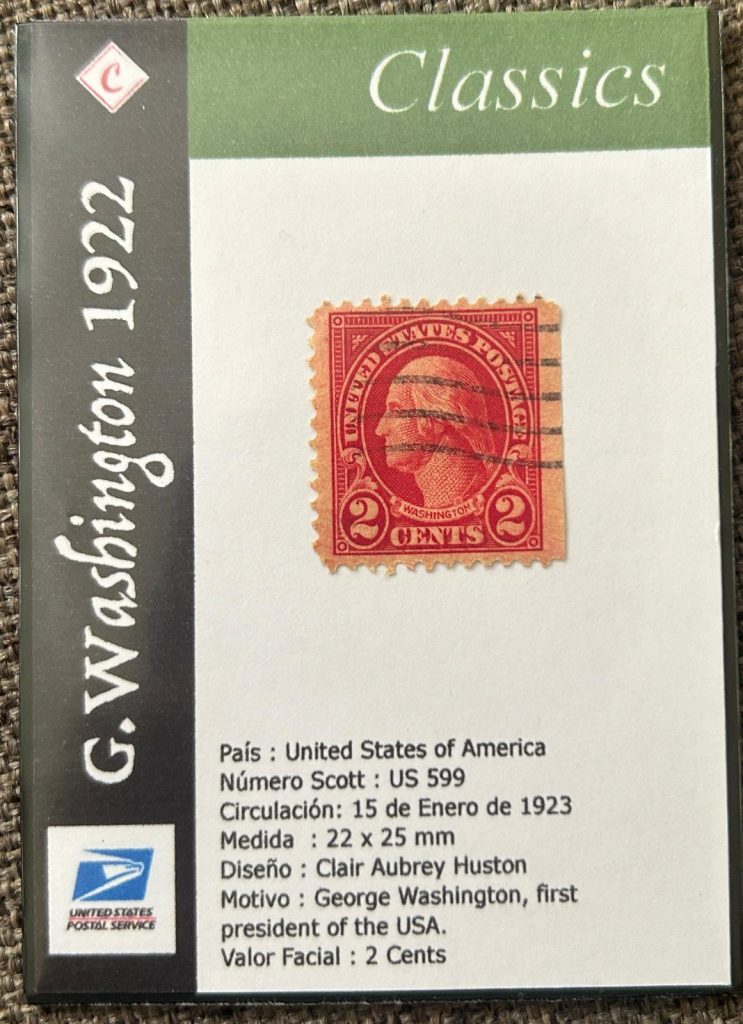 C
Classics
G. Washington 1922
UNITED STATES POSTAGE
WASHINGTON
2 CENTS 2
País : United States of America
Número Scott : US 599
Circulación: 15 de Enero de 1923
Medida : 22 x 25 mm
Diseño : Clair Aubrey Huston
Motivo : George Washington, first
president of the USA.
Valor Facial : 2 Cents
UNITED STATES
POSTAL SERVICE